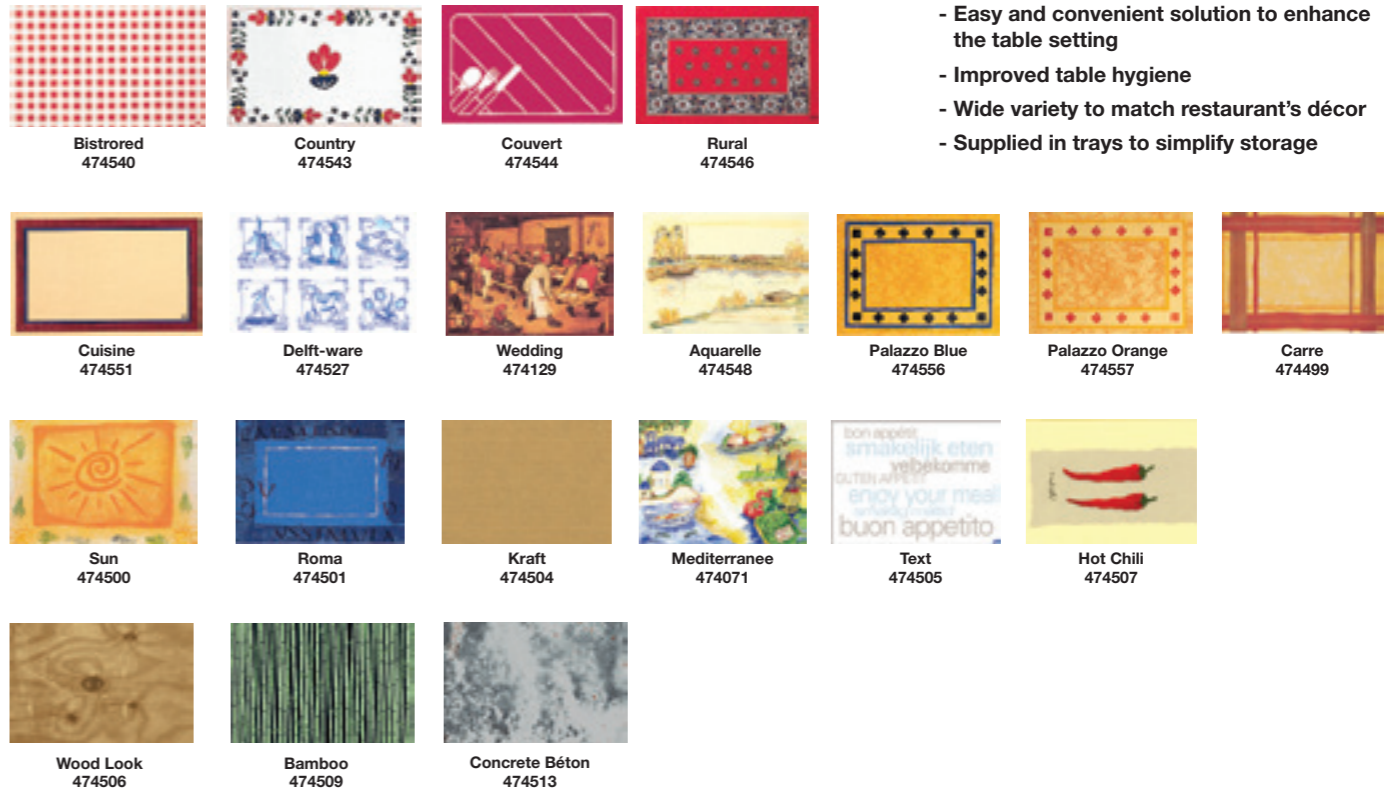 - Easy and convenient solution to enhance
the table setting
- Improved table hygiene
- Wide variety to match restaurant's décor
- Supplied in trays to simplify storage
Bistrored
474540
Country
474543
Couvert
474544
Rural
474546
Cuisine
474551
Delft-ware
474527
Wedding
474129
Aquarelle
474548
Palazzo Blue
474556
Palazzo Orange
474557
Carre
474499
bon appétit
smakelijk eten
velbekomme
GUTEN APPETIT
enjoy your meal
buon appetito
Sun
474500
Roma
474501
Kraft
474504
Mediterranee
474071
Text
474505
Hot Chili
474507
Wood Look
474506
Bamboo
474509
Concrete Béton
474513